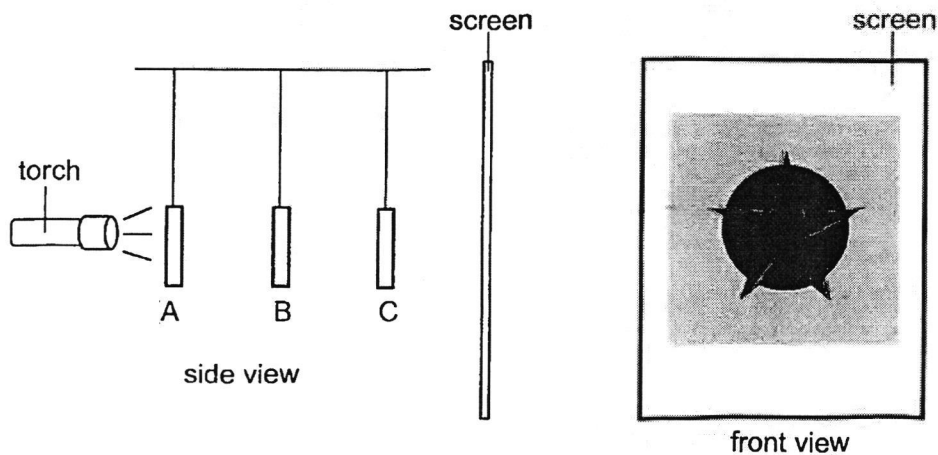 screen
screen
torch
A
B
C
side view
front view